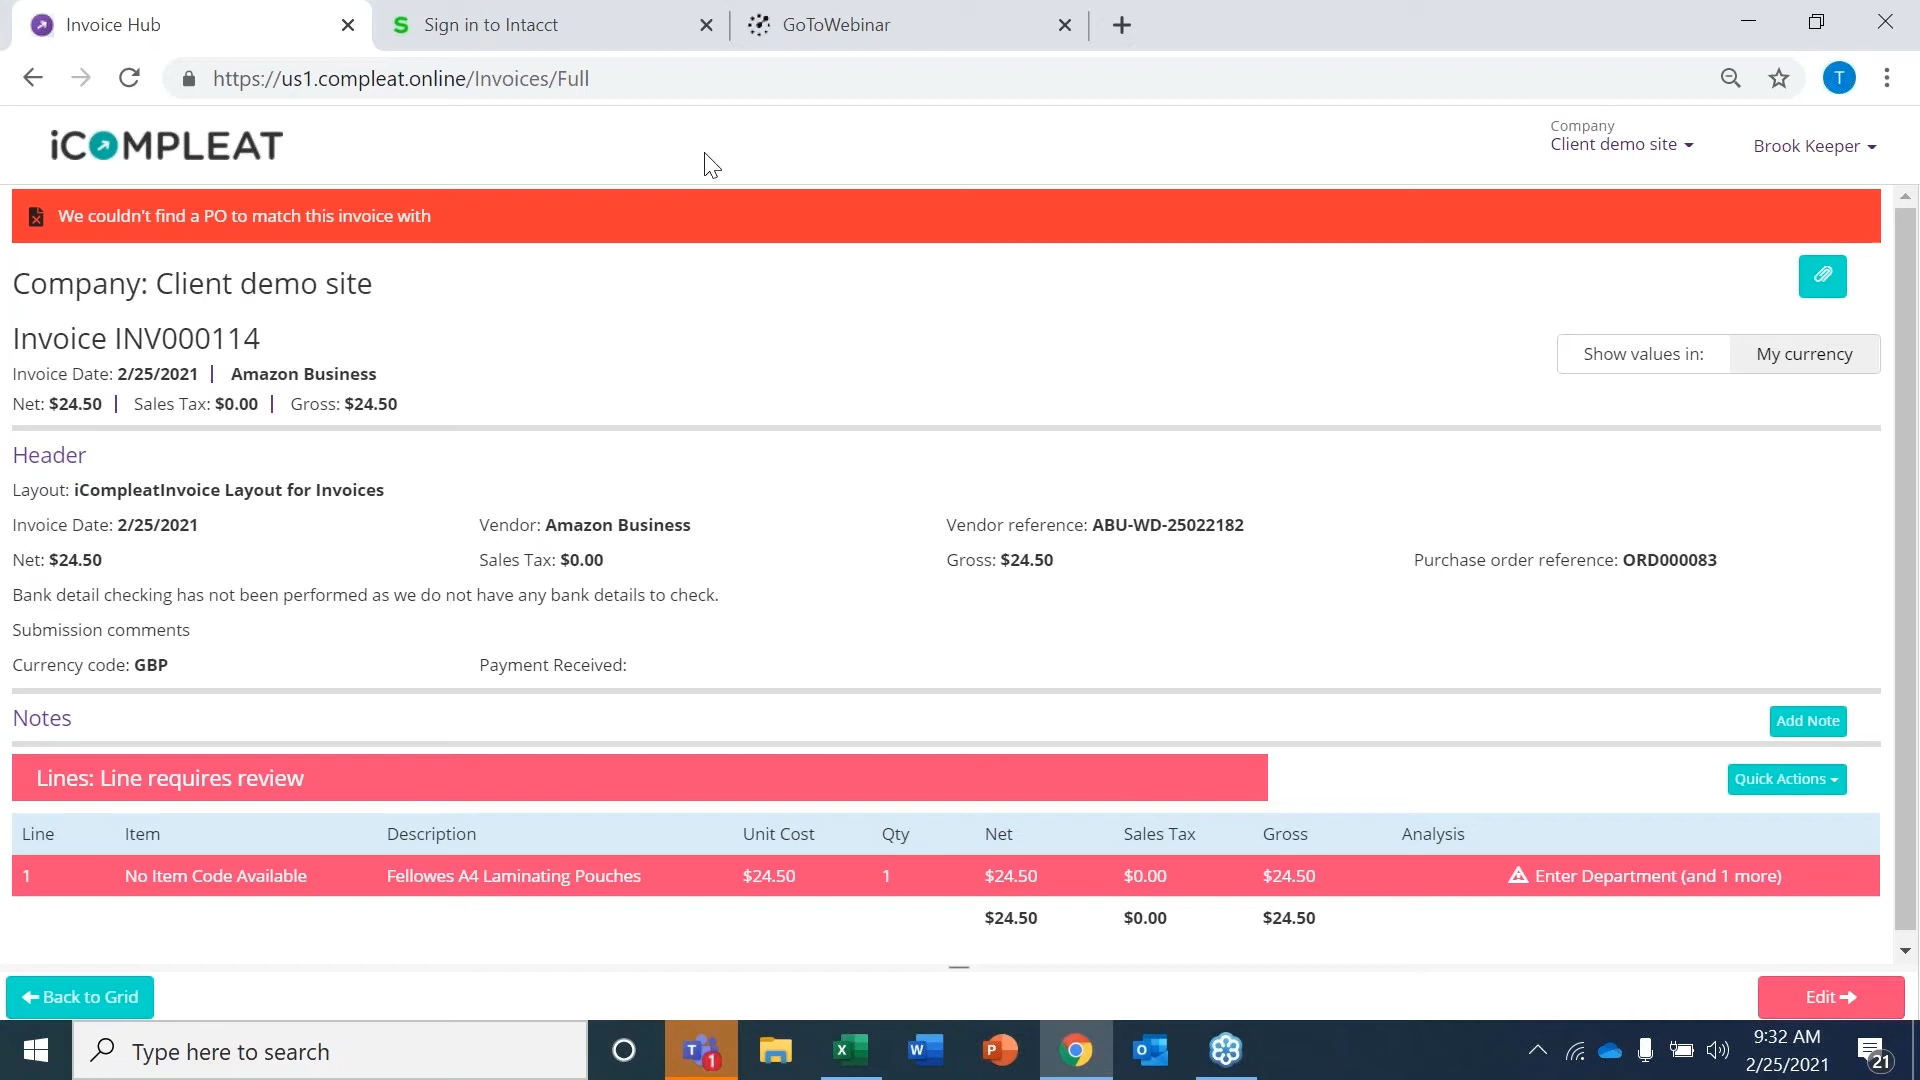 Invoice Hub
Sign in to Intacct
GoToWebinar
https://us1.compleat.online/Invoices/Full
T
iCOMPLEAT
Company
Client demo site
Brook Keeper
We couldn't find a PO to match this invoice with
Company: Client demo site
Invoice INV000114
Show values in: My currency
Invoice Date: 2/25/2021 | Amazon Business
Net: $24.50 | Sales Tax: $0.00 | Gross: $24.50
Header
Layout: iCompleatInvoice Layout for Invoices
Invoice Date: 2/25/2021 Vendor: Amazon Business Vendor reference: ABU-WD-25022182
Net: $24.50 Sales Tax: $0.00 Gross: $24.50 Purchase order reference: ORD000083
Bank detail checking has not been performed as we do not have any bank details to check.
Submission comments
Currency code: GBP Payment Received:
Notes
Add Note
Lines: Line requires review
Quick Actions
Line Item Description Unit Cost Qty Net Sales Tax Gross Analysis
1 No Item Code Available Fellowes A4 Laminating Pouches $24.50 1 $24.50 $0.00 $24.50 Enter Department (and 1 more)
$24.50 $0.00 $24.50
Back to Grid
Edit
Type here to search
9:32 AM
2/25/2021
21